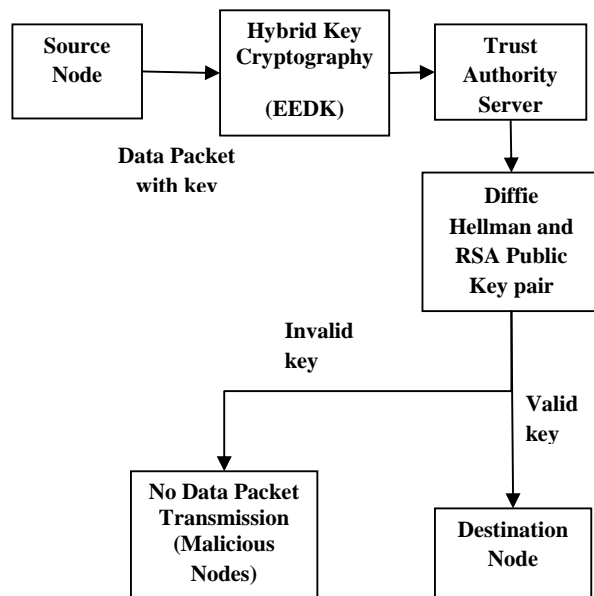 Source
Node
Hybrid Key
Cryptography
(EEDK)
Trust
Authority
Server
Data Packet
with key
Diffie
Hellman and
RSA Public
Key pair
Invalid
key
Valid
key
No Data Packet
Transmission
(Malicious
Nodes)
Destination
Node